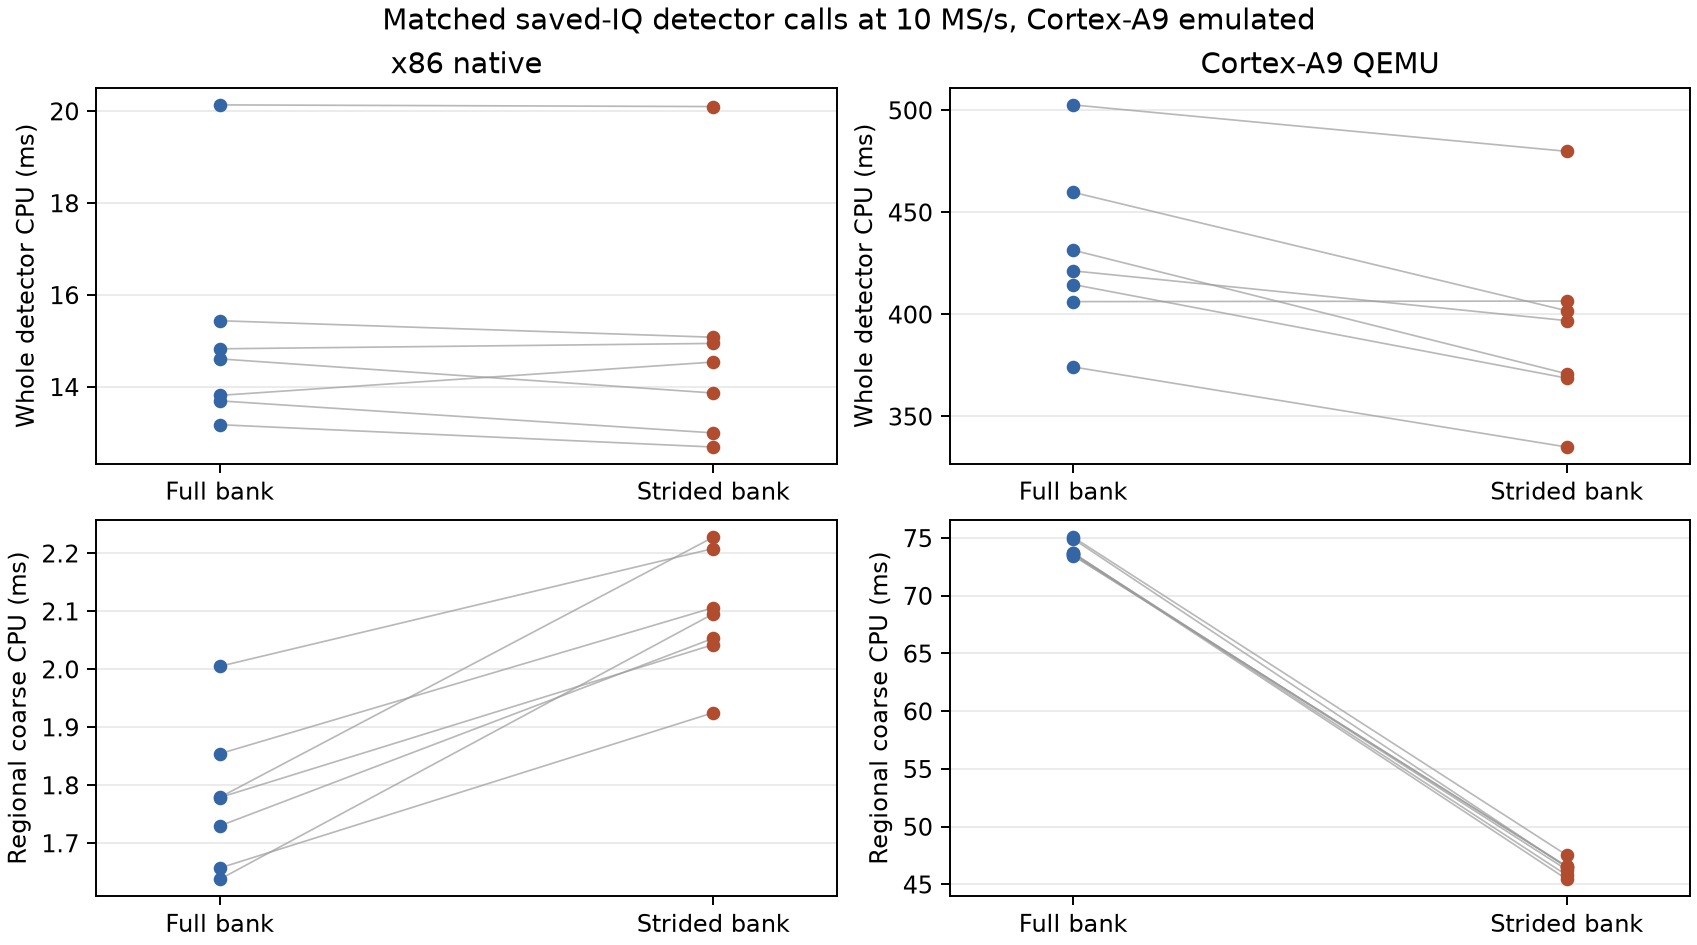 Matched saved-IQ detector calls at 10 MS/s, Cortex-A9 emulated
x86 native
Whole detector CPU (ms)
20
18
16
14
Full bank
Strided bank
Cortex-A9 QEMU
Whole detector CPU (ms)
500
450
400
350
Full bank
Strided bank
Regional coarse CPU (ms)
2.2
2.1
2.0
1.9
1.8
1.7
Full bank
Strided bank
Regional coarse CPU (ms)
75
70
65
60
55
50
45
Full bank
Strided bank